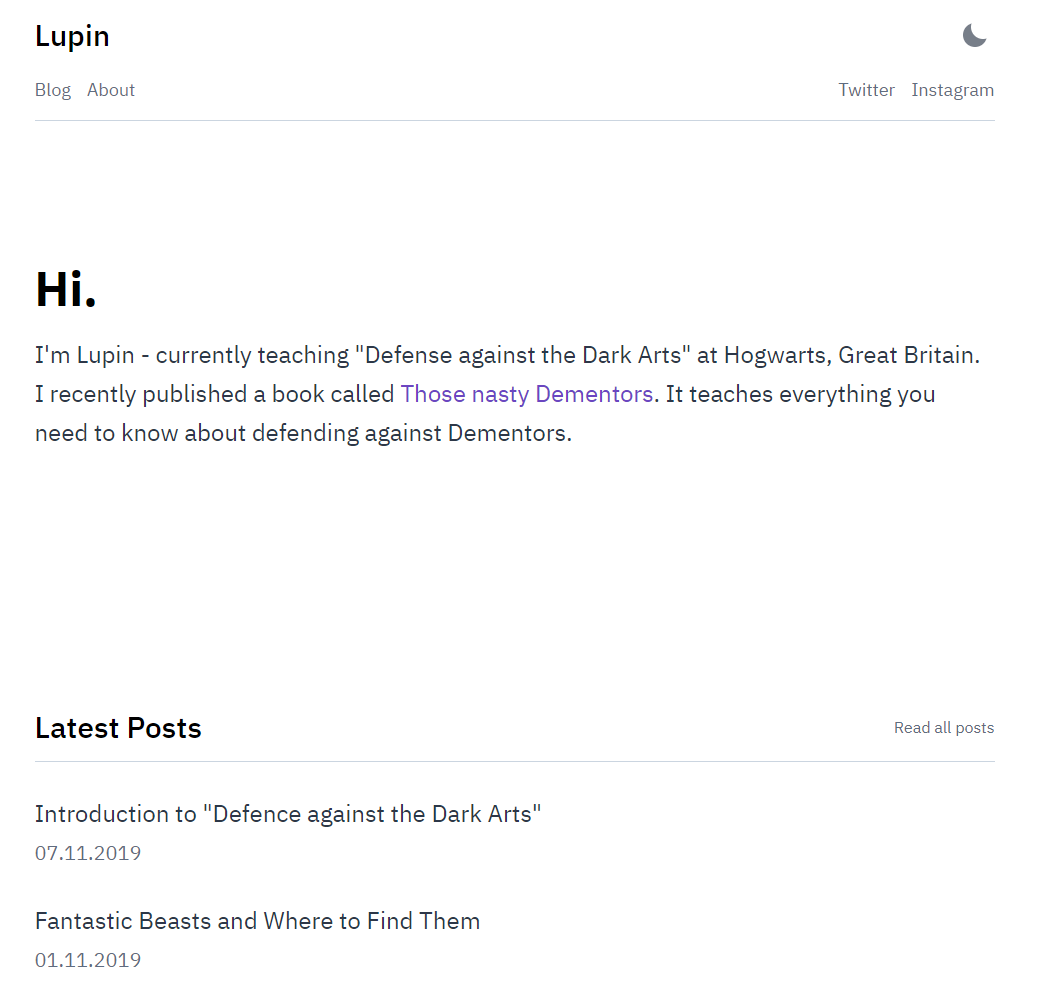 Lupin
Blog About Twitter Instagram
Hi.
I'm Lupin - currently teaching "Defense against the Dark Arts" at Hogwarts, Great Britain.
I recently published a book called Those nasty Dementors. It teaches everything you
need to know about defending against Dementors.
Latest Posts Read all posts
Introduction to "Defence against the Dark Arts"
07.11.2019
Fantastic Beasts and Where to Find Them
01.11.2019